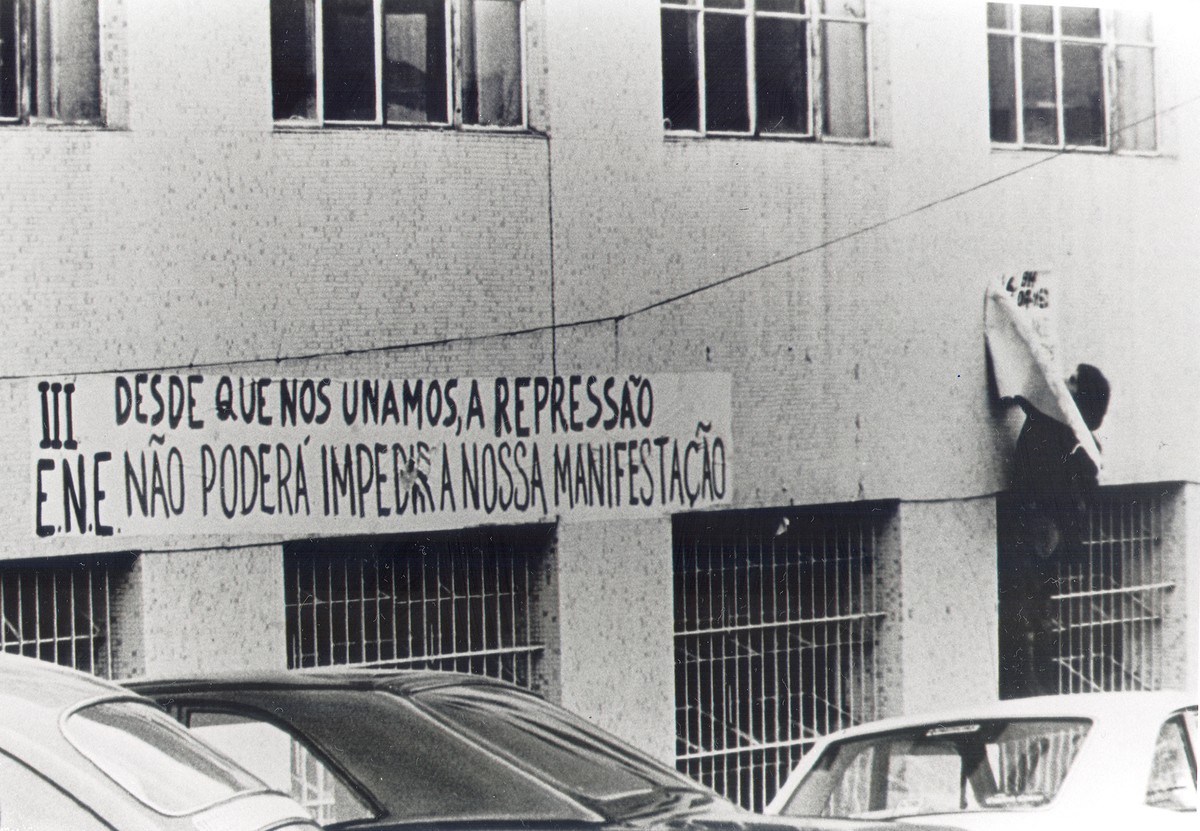 III DESDE QUE NOS UNAMOS, A REPRESSÃO
E.N.E. NÃO PODERÁ IMPEDIR A NOSSA MANIFESTAÇÃO